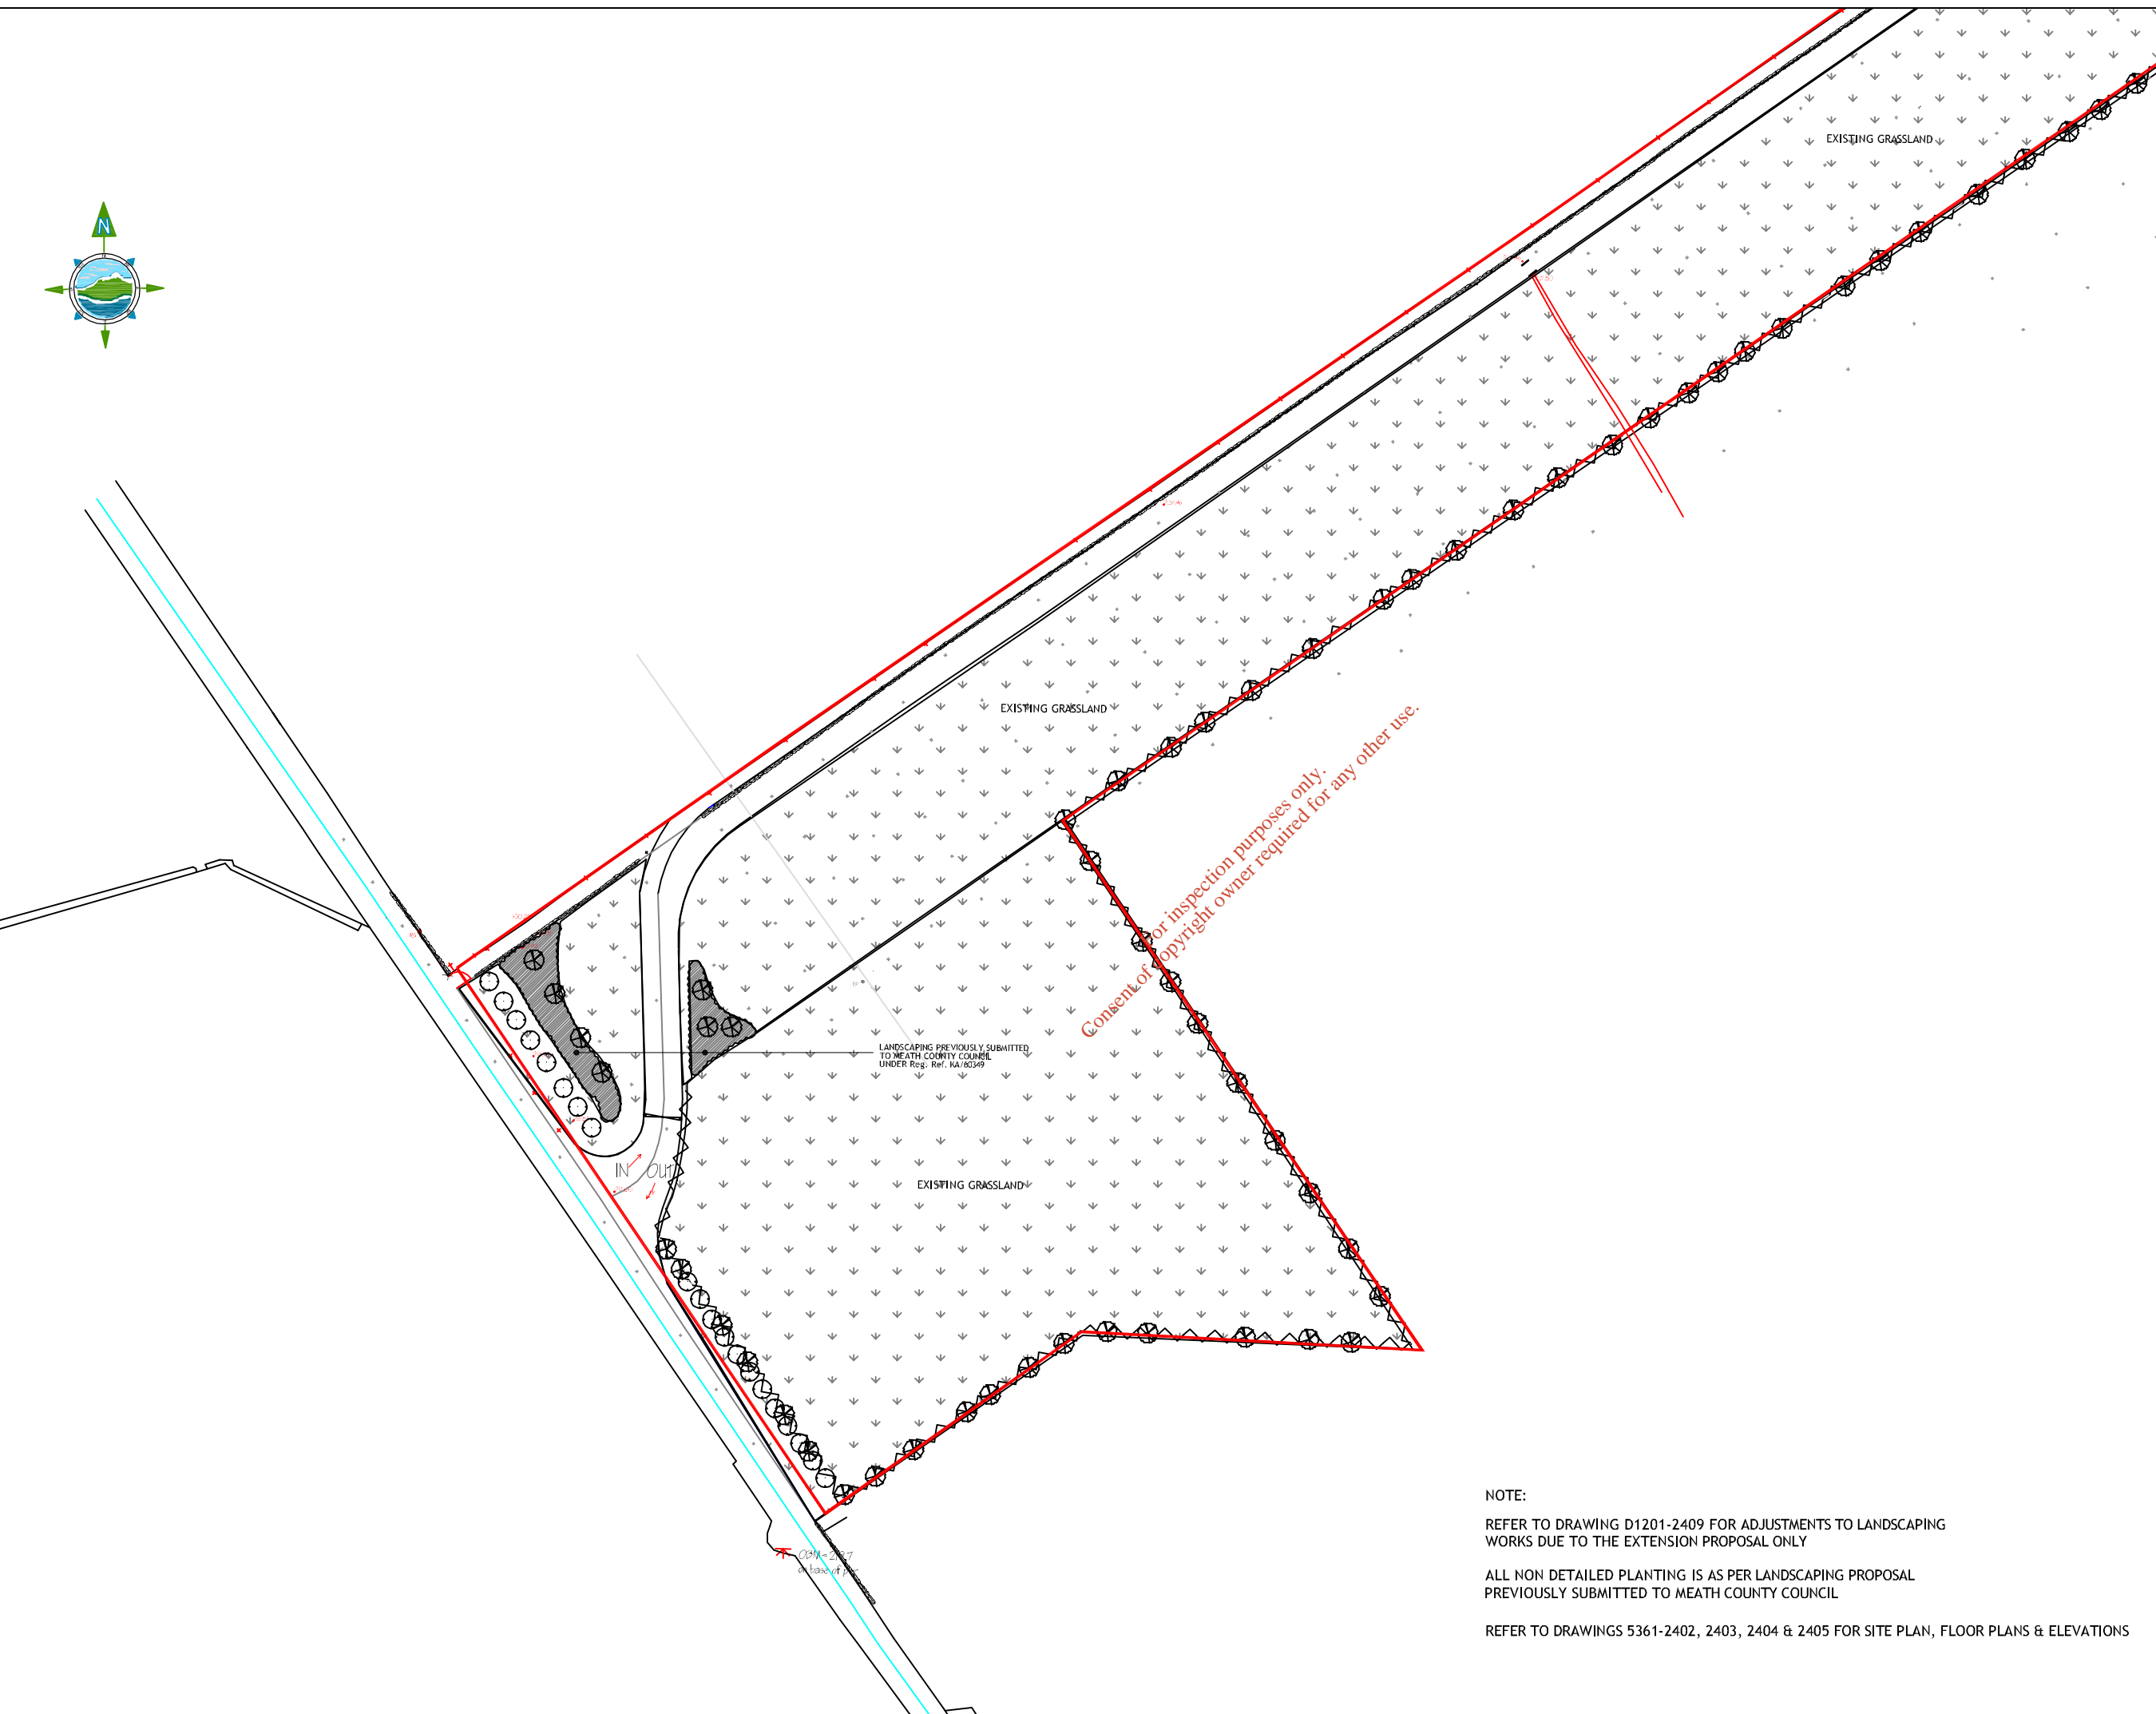 N
EXISTING GRASSLAND
EXISTING GRASSLAND
For inspection purposes only.
Consent of copyright owner required for any other use.
LANDSCAPING PREVIOUSLY SUBMITTED
TO MEATH COUNTY COUNCIL
UNDER Reg. Ref. KA/60349
IN OUT
EXISTING GRASSLAND
on base of
NOTE:
REFER TO DRAWING D1201-2409 FOR ADJUSTMENTS TO LANDSCAPING
WORKS DUE TO THE EXTENSION PROPOSAL ONLY
ALL NON DETAILED PLANTING IS AS PER LANDSCAPING PROPOSAL
PREVIOUSLY SUBMITTED TO MEATH COUNTY COUNCIL
REFER TO DRAWINGS 5361-2402, 2403, 2404 & 2405 FOR SITE PLAN, FLOOR PLANS & ELEVATIONS